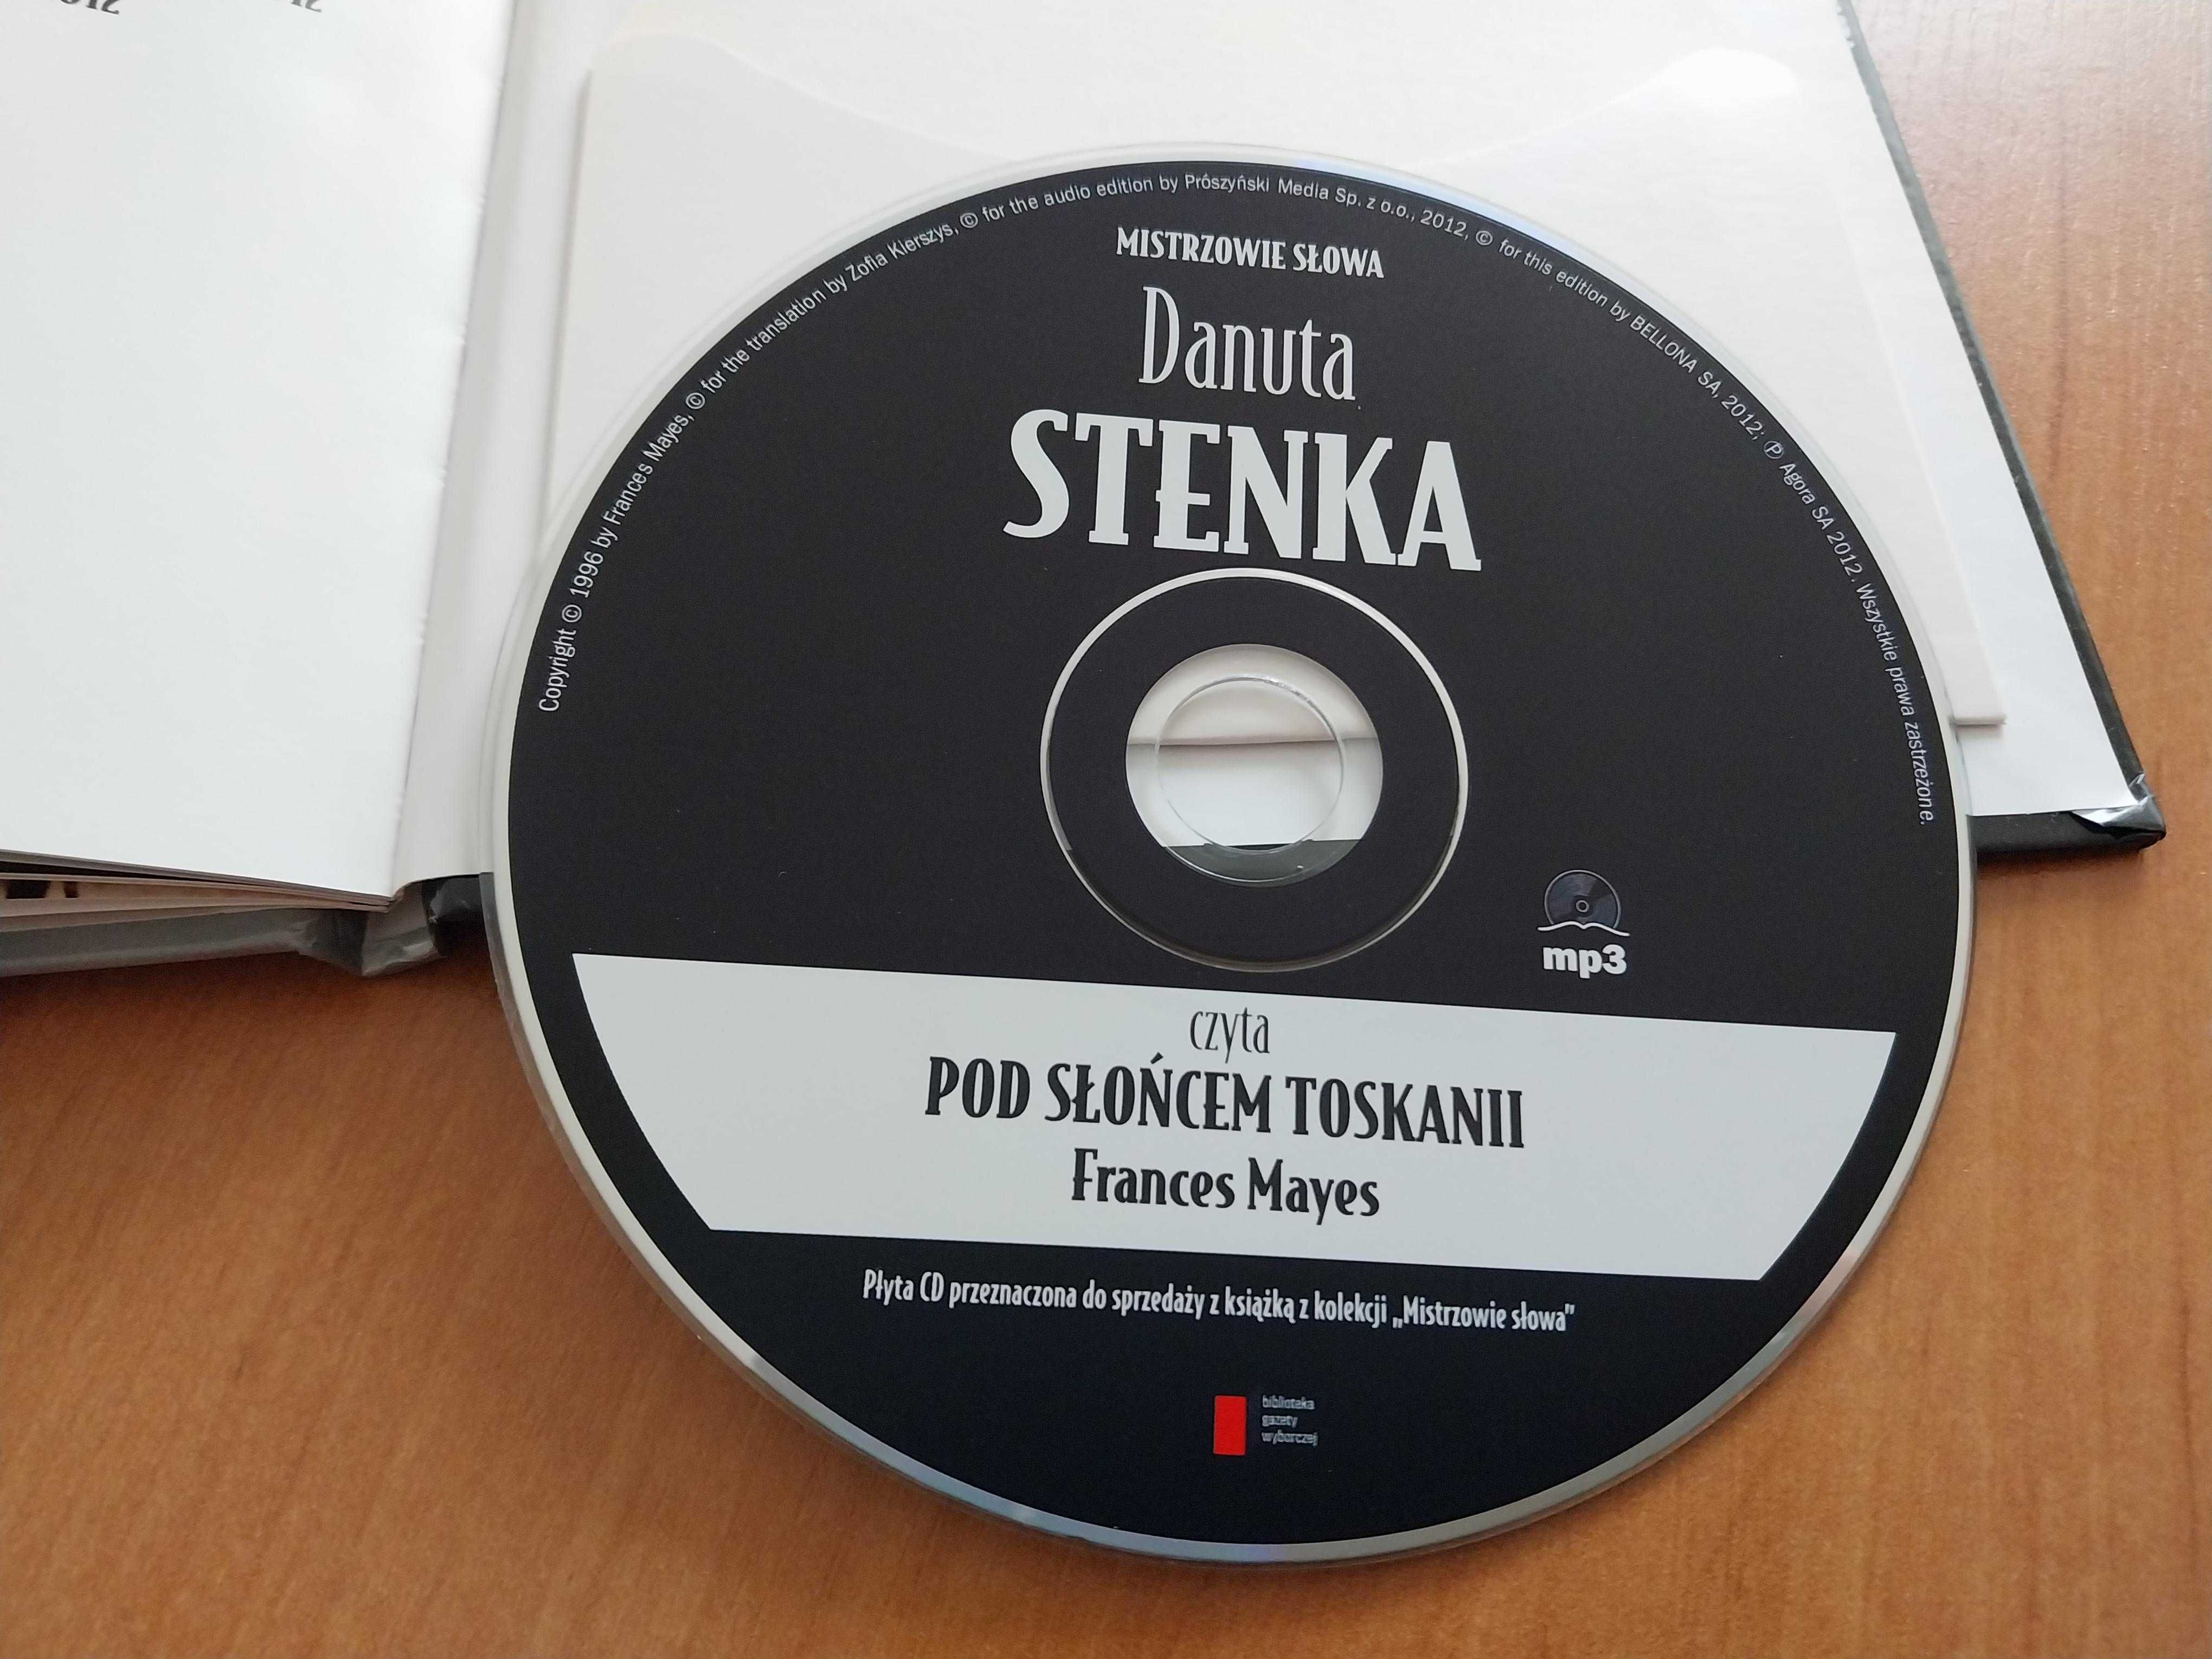 Copyright © 1996 by Frances Mayes, © for the translation by Zofia Kierszys, © for the audio edition by Prószyński Media Sp. z o.o., 2012, © for this edition by BELLONA SA, 2012; ℗ Agora SA 2012. Wszystkie prawa zastrzeżone.
MISTRZOWIE SŁOWA
Danuta
STENKA
mp3
czyta
POD SŁOŃCEM TOSKANII
Frances Mayes
Płyta CD przeznaczona do sprzedaży z książką z kolekcji „Mistrzowie słowa"
biblioteka
gazety
wyborczej